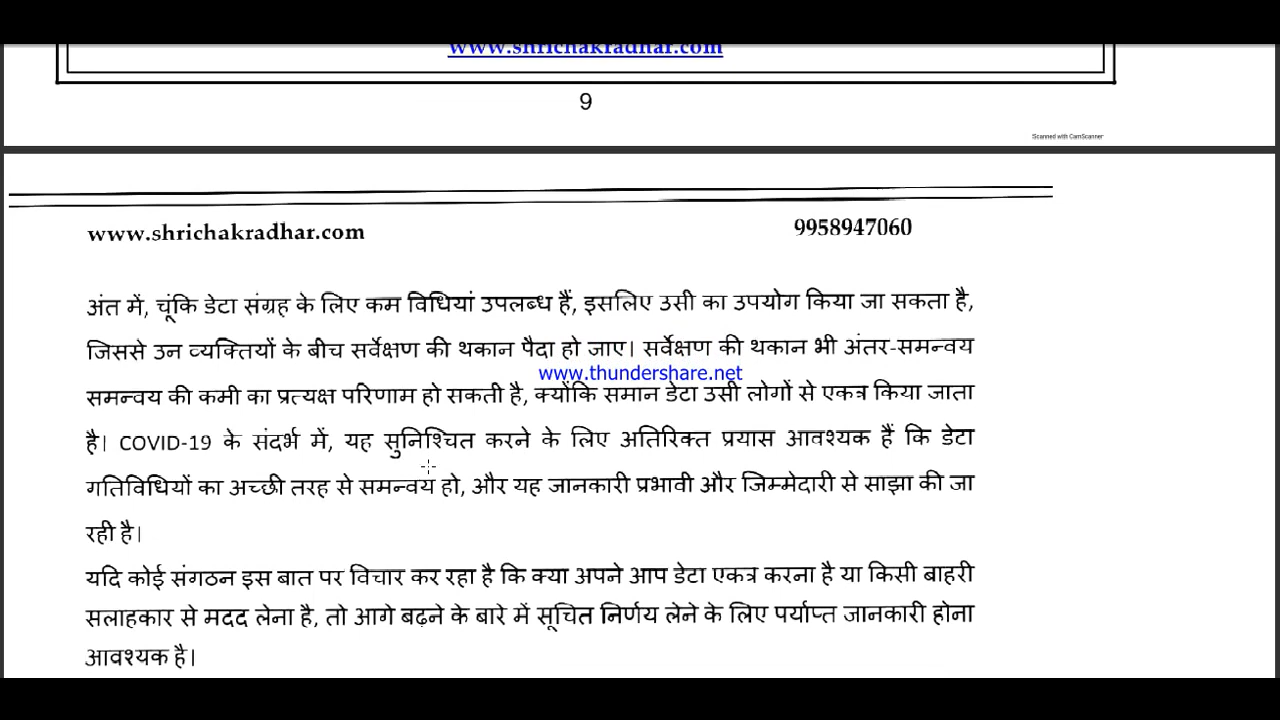 www.shrichakradhar.com
9
Scanned with CamScanner
www.shrichakradhar.com 9958947060
अंत में, चूंकि डेटा संग्रह के लिए कम विधियां उपलब्ध हैं, इसलिए उसी का उपयोग किया जा सकता है,
जिससे उन व्यक्तियों के बीच सर्वेक्षण की थकान पैदा हो जाए। सर्वेक्षण की थकान भी अंतर-समन्वय
www.thundershare.net
समन्वय की कमी का प्रत्यक्ष परिणाम हो सकती है, क्योंकि समान डेटा उसी लोगों से एकत्र किया जाता
है। COVID-19 के संदर्भ में, यह सुनिश्चित करने के लिए अतिरिक्त प्रयास आवश्यक हैं कि डेटा
गतिविधियों का अच्छी तरह से समन्वय हो, और यह जानकारी प्रभावी और जिम्मेदारी से साझा की जा
रही है।
यदि कोई संगठन इस बात पर विचार कर रहा है कि क्या अपने आप डेटा एकत्र करना है या किसी बाहरी
सलाहकार से मदद लेना है, तो आगे बढ़ने के बारे में सूचित निर्णय लेने के लिए पर्याप्त जानकारी होना
आवश्यक है।